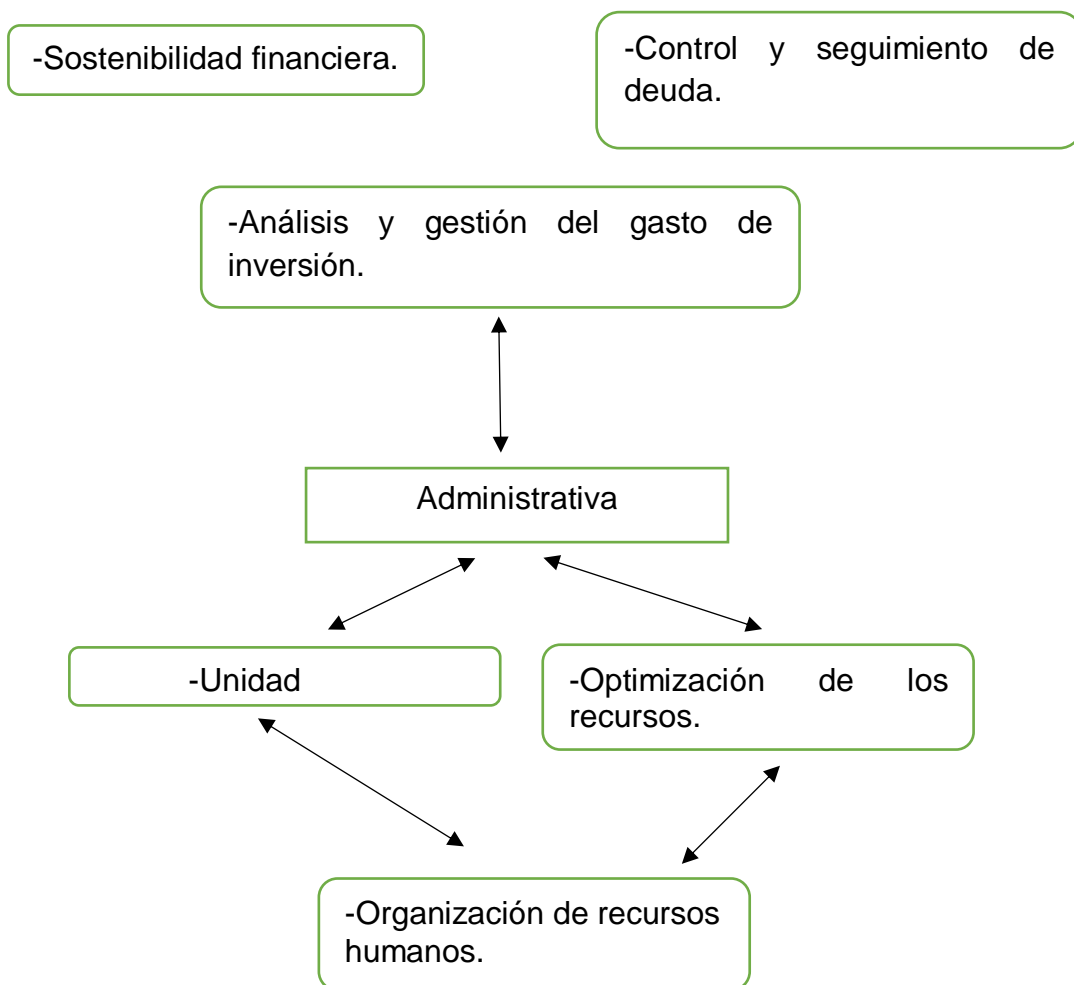 -Sostenibilidad financiera.
-Control y seguimiento de
deuda.
-Análisis y gestión del gasto de
inversión.
Administrativa
-Unidad
-Optimización de los
recursos.
-Organización de recursos
humanos.